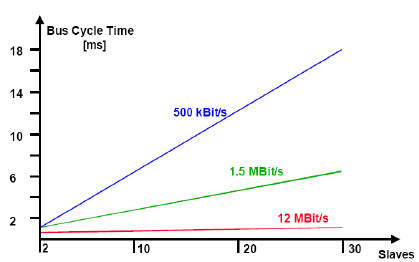 Bus Cycle Time
[ms]
18
14
10
6
2
500 kBit/s
1.5 MBit/s
12 MBit/s
2 10 20 30
Slaves